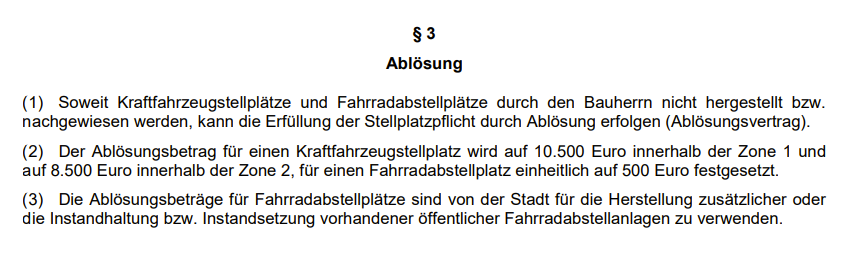 § 3
Ablösung
(1) Soweit Kraftfahrzeugstellplätze und Fahrradabstellplätze durch den Bauherrn nicht hergestellt bzw.
nachgewiesen werden, kann die Erfüllung der Stellplatzpflicht durch Ablösung erfolgen (Ablösungsvertrag).
(2) Der Ablösungsbetrag für einen Kraftfahrzeugstellplatz wird auf 10.500 Euro innerhalb der Zone 1 und
auf 8.500 Euro innerhalb der Zone 2, für einen Fahrradabstellplatz einheitlich auf 500 Euro festgesetzt.
(3) Die Ablösungsbeträge für Fahrradabstellplätze sind von der Stadt für die Herstellung zusätzlicher oder
die Instandhaltung bzw. Instandsetzung vorhandener öffentlicher Fahrradabstellanlagen zu verwenden.